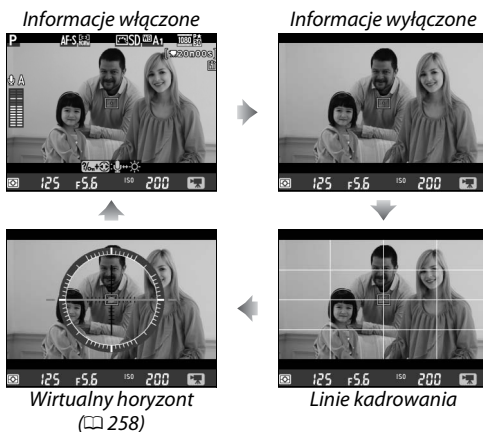 Informacje włączone
Informacje wyłączone
P AF-S SD A1 1080
20m00s
A
125 F5.6 ISO 200
125 F5.6 ISO 200
125 F5.6 ISO 200
125 F5.6 ISO 200
Wirtualny horyzont
(258)
Linie kadrowania